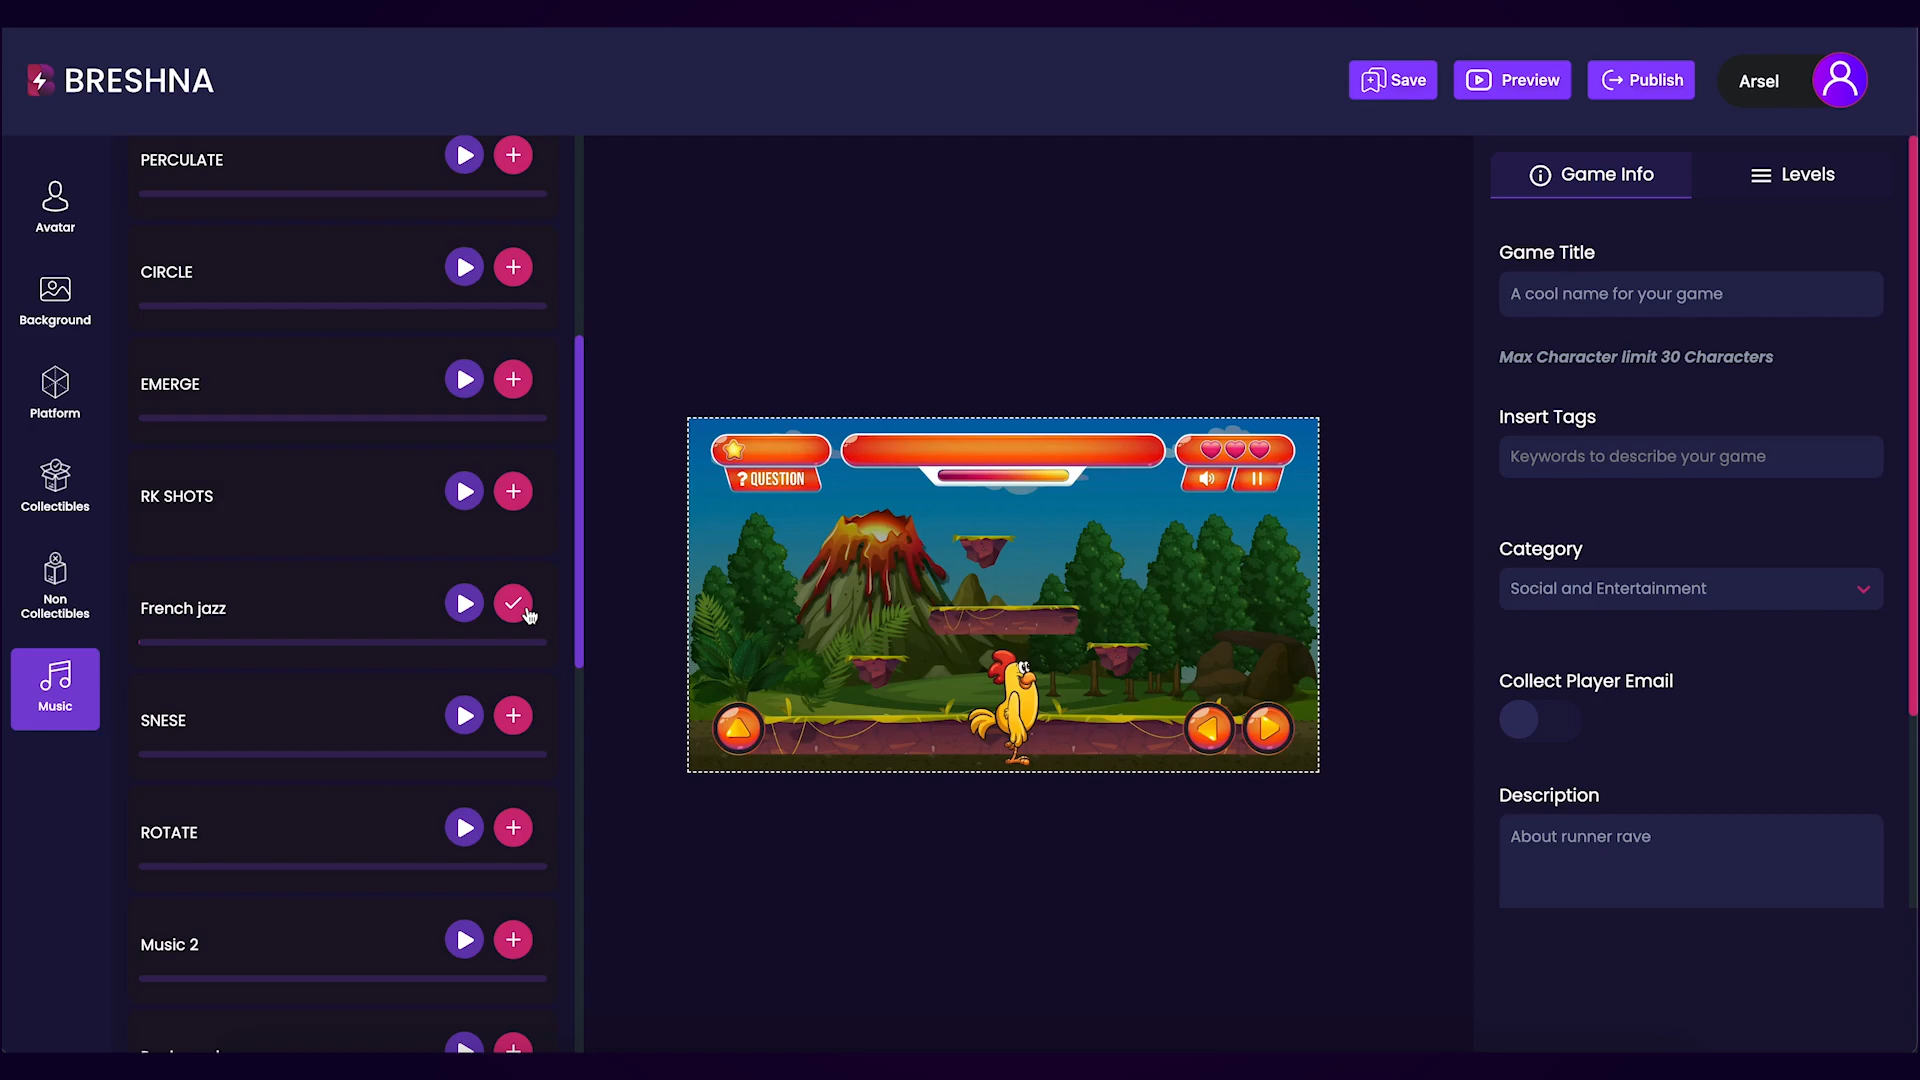 BRESHNA
Save
Preview
Publish
Arsel
Avatar
Background
Platform
Collectibles
Non
Collectibles
Music
PERCULATE
CIRCLE
EMERGE
RK SHOTS
French jazz
SNESE
ROTATE
Music 2
? QUESTION
Game Info
Levels
Game Title
A cool name for your game
Max Character limit 30 Characters
Insert Tags
Keywords to describe your game
Category
Social and Entertainment
Collect Player Email
Description
About runner rave